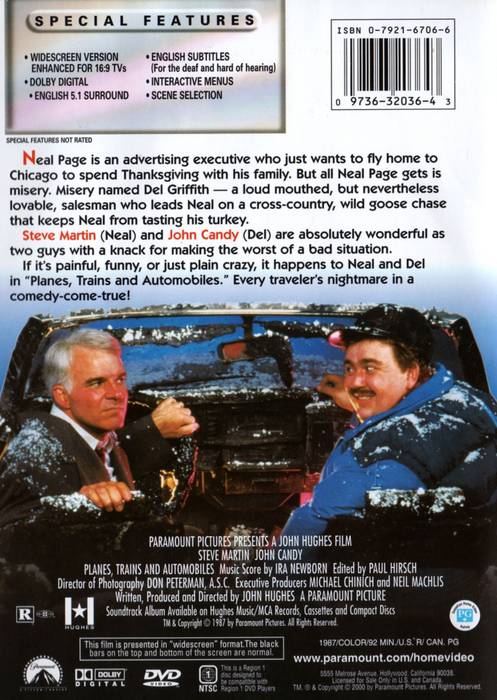 SPECIAL FEATURES
• WIDESCREEN VERSION
ENHANCED FOR 16:9 TVs
• DOLBY DIGITAL
• ENGLISH 5.1 SURROUND
• ENGLISH SUBTITLES
(For the deaf and hard of hearing)
• INTERACTIVE MENUS
• SCENE SELECTION
SPECIAL FEATURES NOT RATED
ISBN 0-7921-6706-6
0 9736-32036-4 3
Neal Page is an advertising executive who just wants to fly home to
Chicago to spend Thanksgiving with his family. But all Neal Page gets is
misery. Misery named Del Griffith — a loud mouthed, but nevertheless
lovable, salesman who leads Neal on a cross-country, wild goose chase
that keeps Neal from tasting his turkey.
Steve Martin (Neal) and John Candy (Del) are absolutely wonderful as
two guys with a knack for making the worst of a bad situation.
If it's painful, funny, or just plain crazy, it happens to Neal and Del
in "Planes, Trains and Automobiles." Every traveler's nightmare in a
comedy-come-true!
PARAMOUNT PICTURES PRESENTS A JOHN HUGHES FILM
STEVE MARTIN JOHN CANDY
PLANES, TRAINS AND AUTOMOBILES Music Score by IRA NEWBORN Edited by PAUL HIRSCH
Director of Photography DON PETERMAN, A.S.C. Executive Producers MICHAEL CHINICH and NEIL MACHLIS
Written, Produced and Directed by JOHN HUGHES A PARAMOUNT PICTURE
Soundtrack Album Available on Hughes Music/MCA Records, Cassettes and Compact Discs
TM & Copyright © 1987 by Paramount Pictures. All Rights Reserved.
R
H
HUGHES
PG
This film is presented in "widescreen" format. The black
bars on the top and bottom of the screen are normal.
1987/COLOR/92 MIN./U.S. R/ CAN. PG
www.paramount.com/homevideo
Paramount
DOLBY
DIGITAL
DVD
VIDEO
1
NTSC
This is a Region 1
disc designed to
be compatible with
Region 1 DVD Players
5555 Melrose Avenue, Hollywood, California 90038.
Licensed for Sale Only in U.S. and Canada.
TM, ® & Copyright © 2000 by Paramount Pictures. All Rights Reserved.